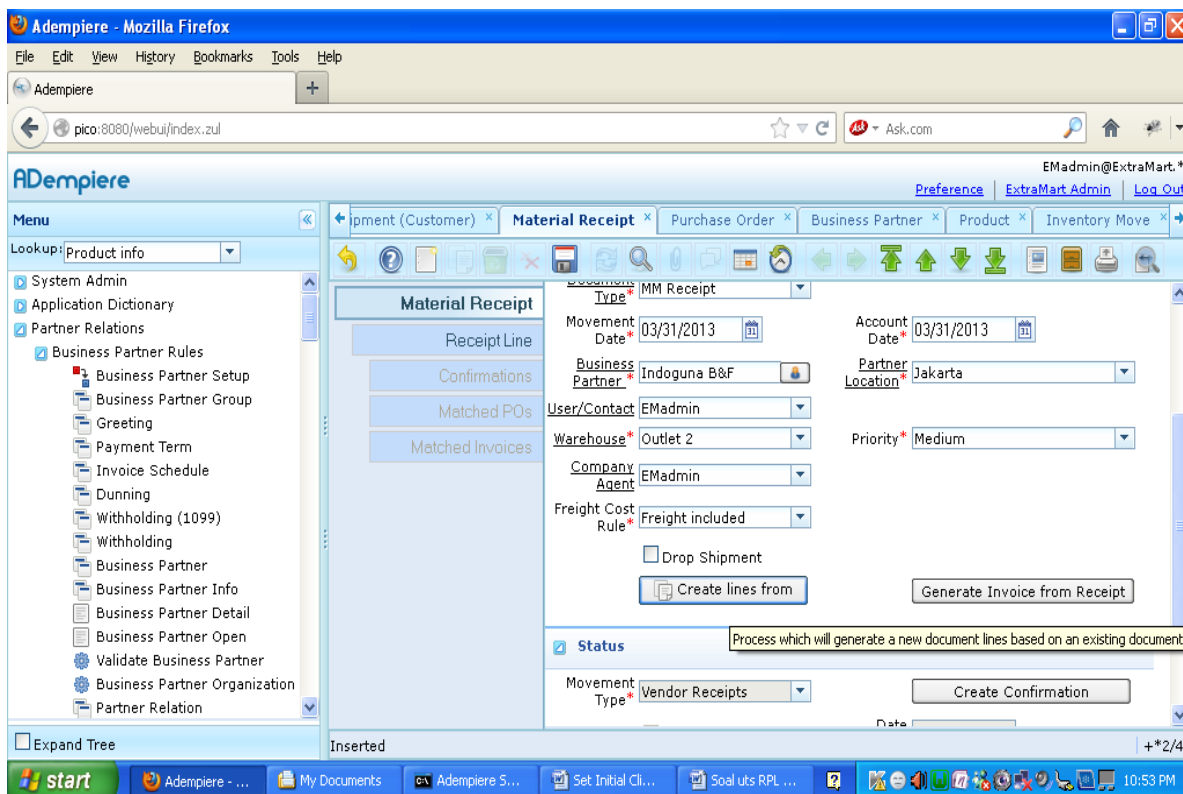 Adempiere - Mozilla Firefox
File Edit View History Bookmarks Tools Help
Adempiere +
pico:8080/webui/index.zul Ask Ask.com
EMadmin@ExtraMart.*
ADempiere
Preference | ExtraMart Admin | Log Out
Menu
ipment (Customer) Material Receipt Purchase Order Business Partner Product Inventory Move
Lookup: Product info
System Admin
Application Dictionary
Partner Relations
Business Partner Rules
Business Partner Setup
Business Partner Group
Greeting
Payment Term
Invoice Schedule
Dunning
Withholding (1099)
Withholding
Business Partner
Business Partner Info
Business Partner Detail
Business Partner Open
Validate Business Partner
Business Partner Organization
Partner Relation
Expand Tree
Material Receipt
Receipt Line
Confirmations
Matched POs
Matched Invoices
Document
Type* MM Receipt
Movement Date* 03/31/2013 Account Date* 03/31/2013
Business Partner* Indoguna B&F Partner Location* Jakarta
User/Contact EMadmin
Warehouse* Outlet 2 Priority* Medium
Company Agent EMadmin
Freight Cost Rule* Freight included
Drop Shipment
Create lines from Generate Invoice from Receipt
Process which will generate a new document lines based on an existing document
Status
Movement Type* Vendor Receipts Create Confirmation
Date
Inserted +*2/4
start Adempiere - ... My Documents Adempiere S... Set Initial Cli... Soal uts RPL ... 10:53 PM